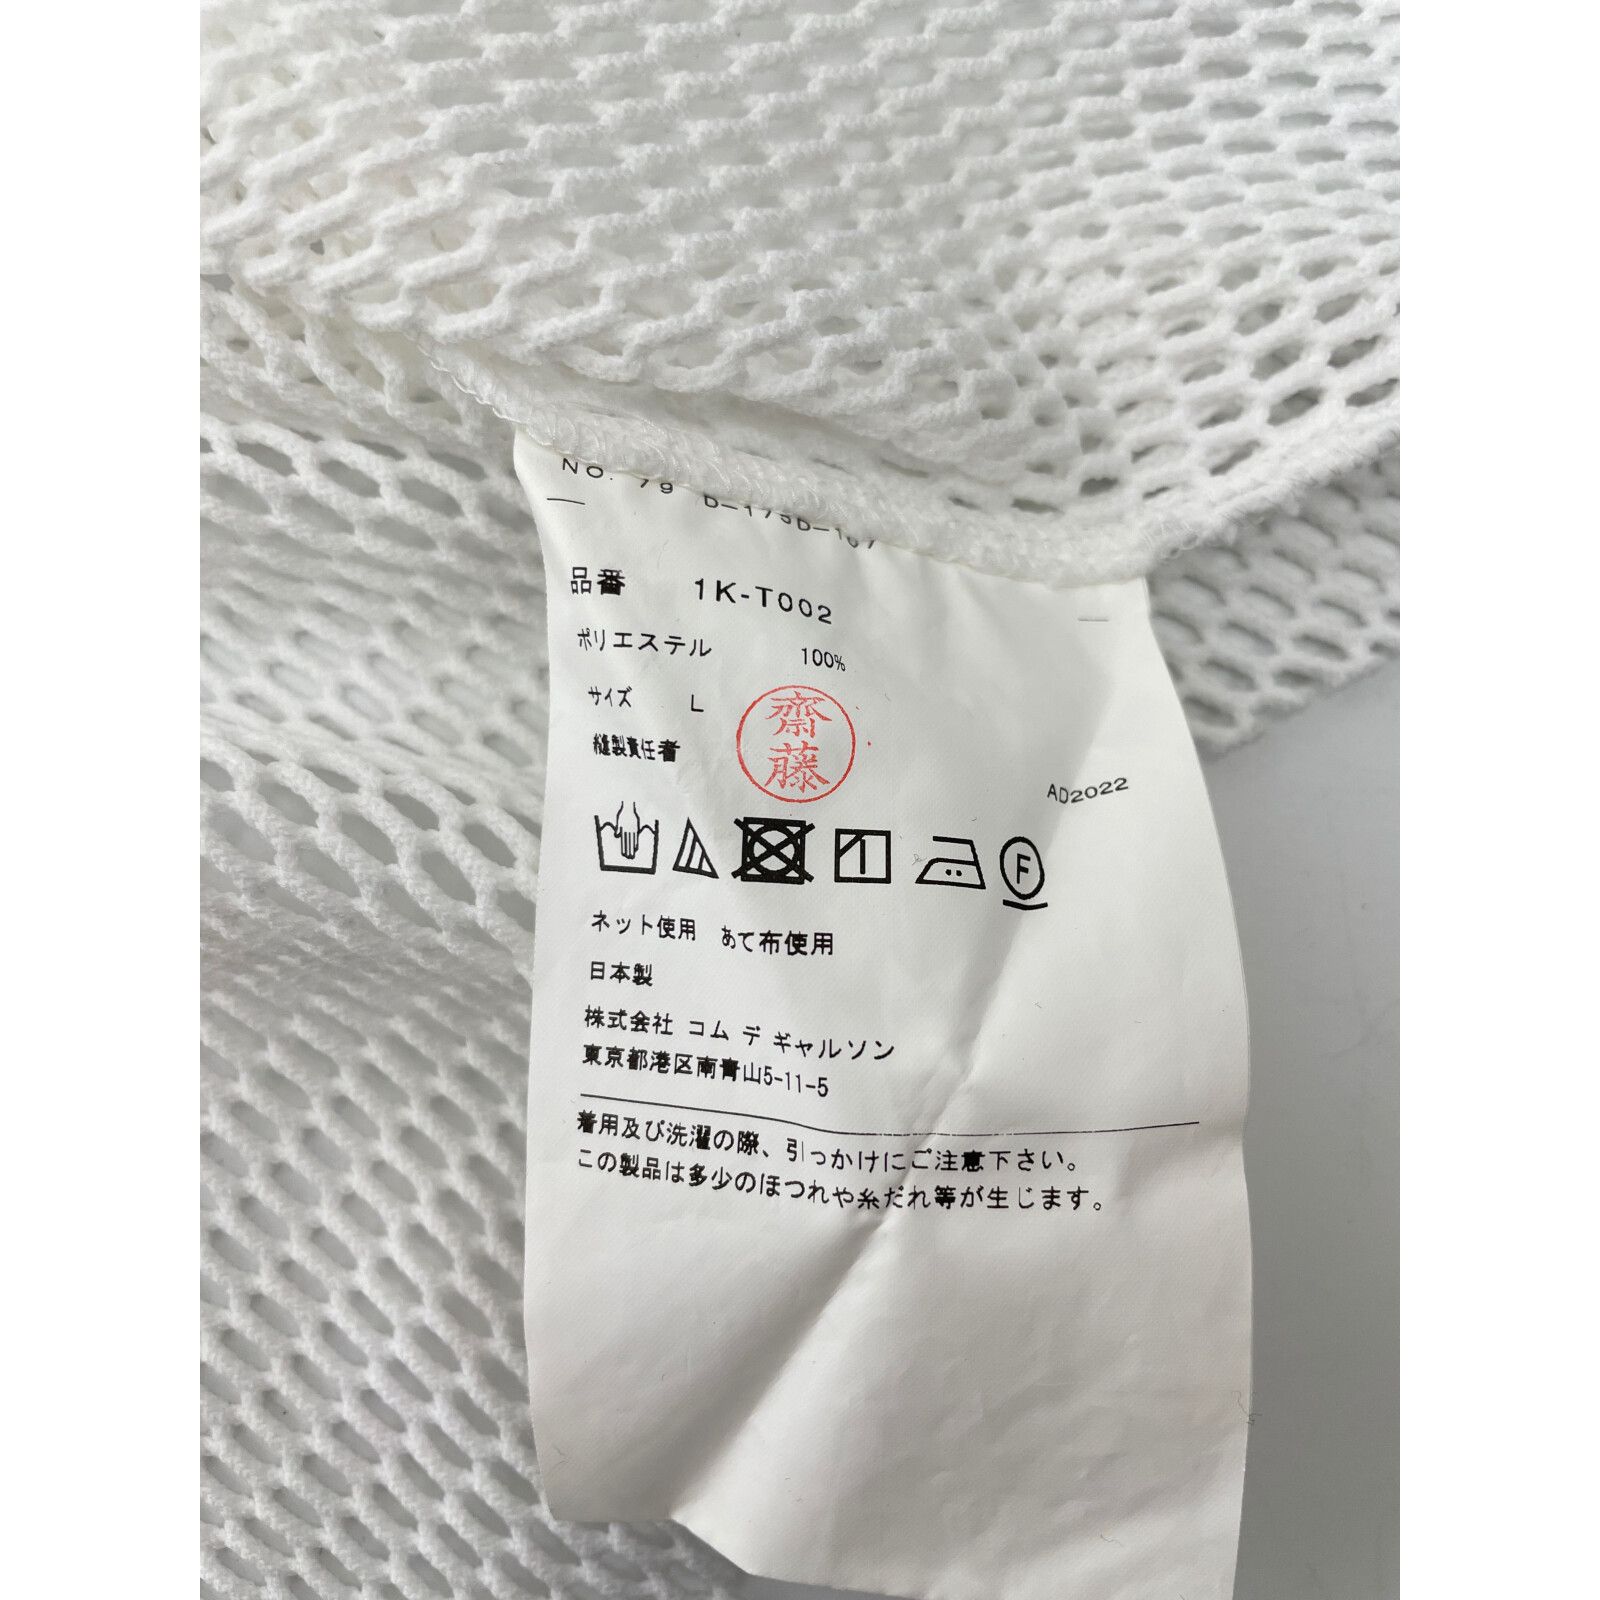 NO. 79 D-175D-167
品番 1K-T002
ポリエステル 100%
サイズ L
縫製責任者 齋藤
AD2022
F
ネット使用 あて布使用
日本製
株式会社 コム デ ギャルソン
東京都港区南青山5-11-5
着用及び洗濯の際、引っかけにご注意下さい。
この製品は多少のほつれや糸だれ等が生じます。